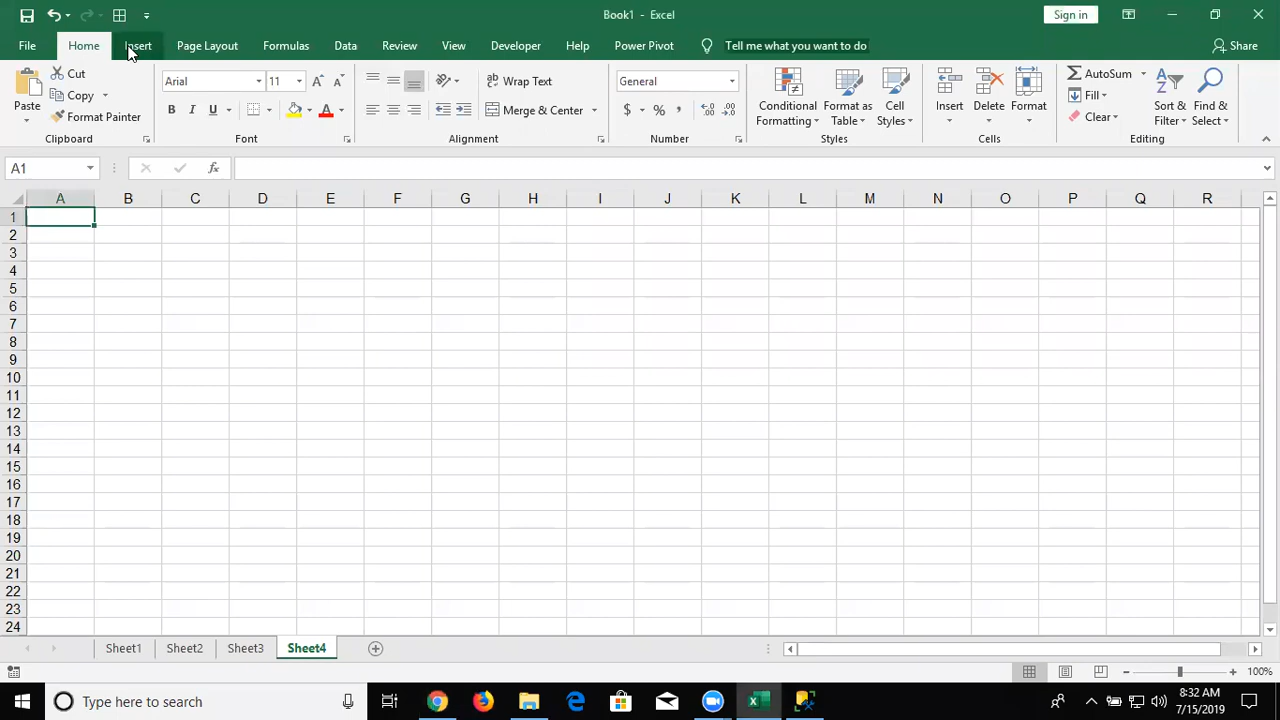 Book1 - Excel
Sign in
File Home Insert Page Layout Formulas Data Review View Developer Help Power Pivot Tell me what you want to do Share
Paste
Cut
Copy
Format Painter
Clipboard
Arial 11
B I U
Font
Wrap Text
Merge & Center
Alignment
General
$ % ,
Number
Conditional Formatting
Format as Table
Cell Styles
Styles
Insert Delete Format
Cells
AutoSum
Fill
Clear
Sort & Filter
Find & Select
Editing
A1 fx
A B C D E F G H I J K L M N O P Q R
1
2
3
4
5
6
7
8
9
10
11
12
13
14
15
16
17
18
19
20
21
22
23
24
Sheet1 Sheet2 Sheet3 Sheet4
100%
Type here to search
8:32 AM
7/15/2019